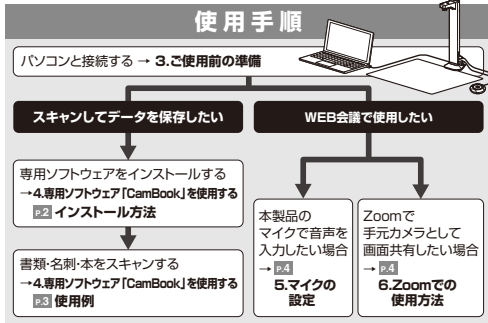 使用手順
パソコンと接続する → 3.ご使用前の準備
スキャンしてデータを保存したい
WEB会議で使用したい
専用ソフトウェアをインストールする
→4.専用ソフトウェア「CamBook」を使用する
P.2 インストール方法
書類・名刺・本をスキャンする
→4.専用ソフトウェア「CamBook」を使用する
P.3 使用例
本製品の
マイクで音声を
入力したい場合
→ P.4
5.マイクの
設定
Zoomで
手元カメラとして
画面共有したい場合
→ P.4
6.Zoomでの
使用方法